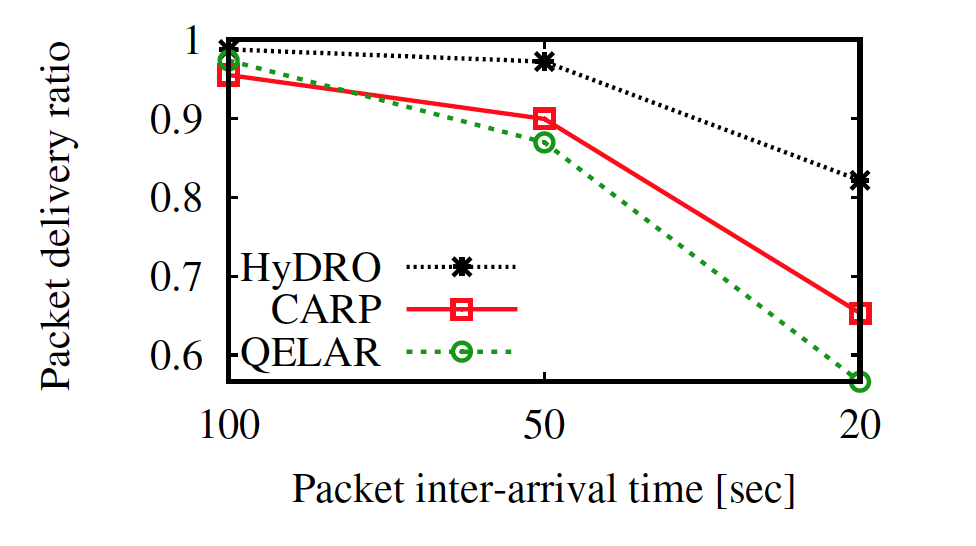 Packet delivery ratio
1
0.9
0.8
0.7
0.6
HyDRO
CARP
QELAR
100 50 20
Packet inter-arrival time [sec]